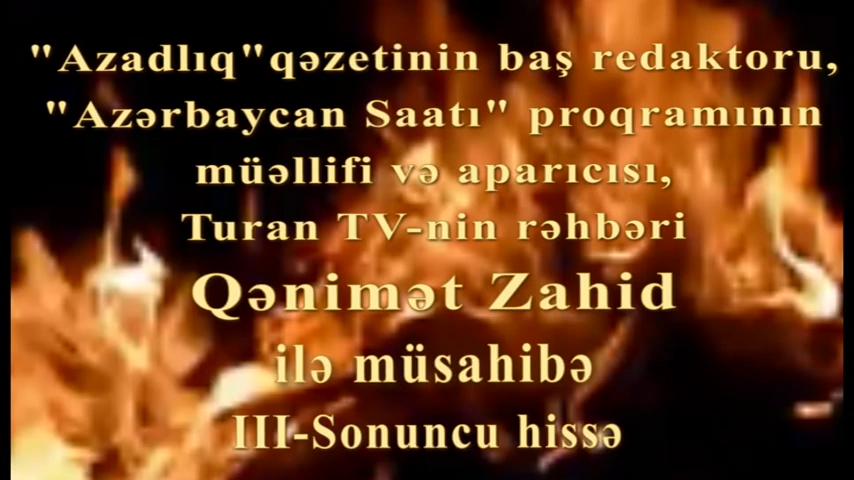 "Azadlıq"qəzetinin baş redaktoru,
"Azərbaycan Saatı" proqramının
müəllifi və aparıcısı,
Turan TV-nin rəhbəri
Qənimət Zahid
ilə müsahibə
III-Sonuncu hissə